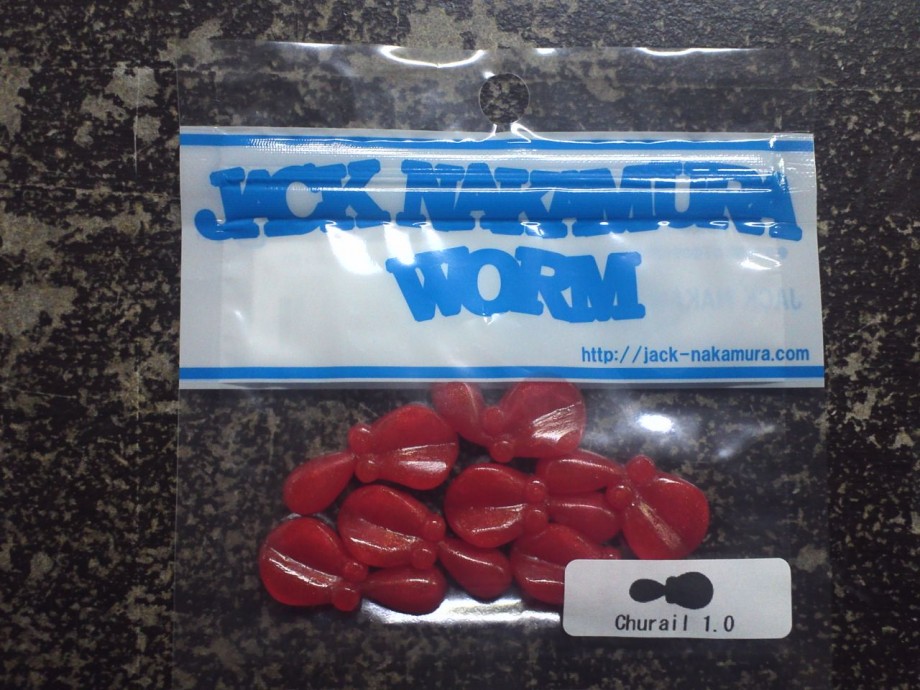 JACK NAKAMURA
WORM
http://jack-nakamura.com
Churail 1.0